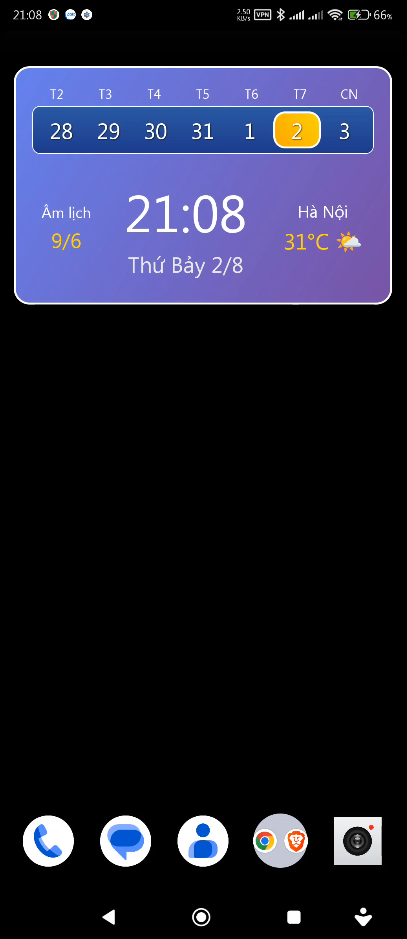 21:08 2.50 KB/s VPN 66%
T2 T3 T4 T5 T6 T7 CN
28 29 30 31 1 2 3
Âm lịch
9/6
21:08
Thứ Bảy 2/8
Hà Nội
31°C